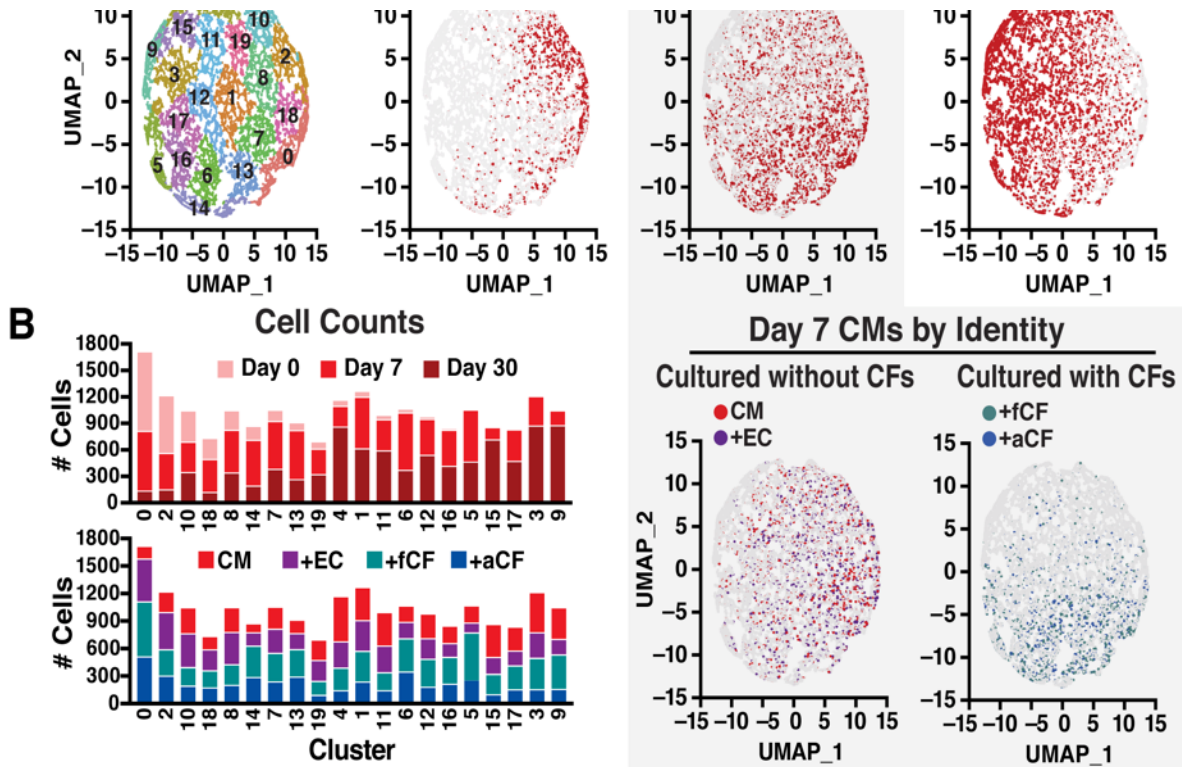 10
5
0
−5
−10
−15
UMAP_2
15
9
11
19
10
2
3
8
12
1
17
18
7
16
5
6
13
0
14
−15 −10 −5 0 5 10 15
UMAP_1
10
5
0
−5
−10
−15
−15 −10 −5 0 5 10 15
UMAP_1
10
5
0
−5
−10
−15
−15 −10 −5 0 5 10 15
UMAP_1
10
5
0
−5
−10
−15
−15 −10 −5 0 5 10 15
UMAP_1
B
Cell Counts
1800
1500
1200
900
600
300
0
# Cells
Day 0 Day 7 Day 30
0 2 10 18 8 14 7 13 19 4 1 11 6 12 16 5 15 17 3 9
1800
1500
1200
900
600
300
0
# Cells
CM +EC +fCF +aCF
0 2 10 18 8 14 7 13 19 4 1 11 6 12 16 5 15 17 3 9
Cluster
Day 7 CMs by Identity
Cultured without CFs
CM
+EC
15
10
5
0
−5
−10
−15
UMAP_2
−15 −10 −5 0 5 10 15
UMAP_1
Cultured with CFs
+fCF
+aCF
15
10
5
0
−5
−10
−15
−15 −10 −5 0 5 10 15
UMAP_1